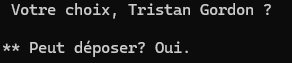 Votre choix, Tristan Gordon ?
** Peut déposer? Oui.